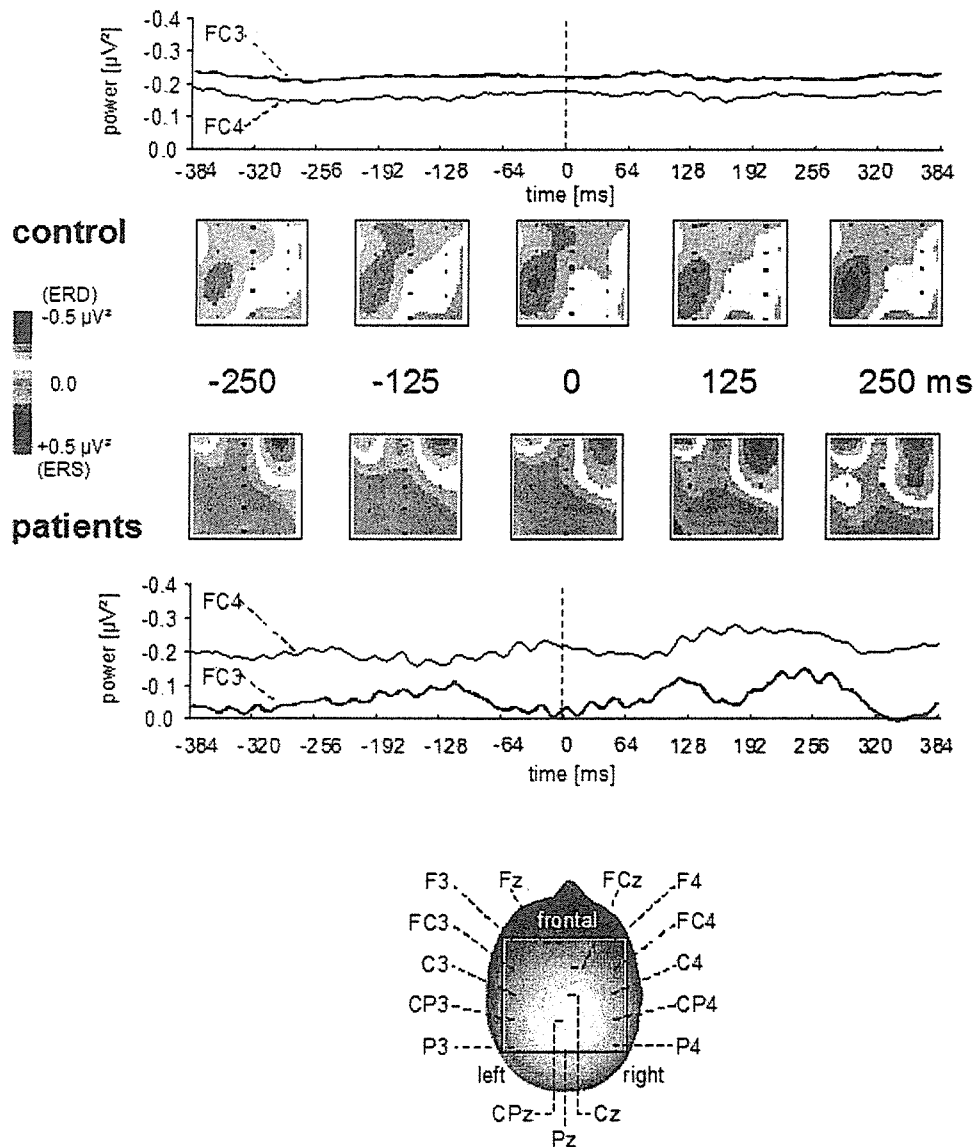 -0.4
FC3
-0.3
power [µV²]
-0.2
-0.1
FC4
0.0
-384 -320 -256 -192 -128 -64 0 64 128 192 256 320 384
time [ms]
control
(ERD)
-0.5 µV²
0.0
-250 -125 0 125 250 ms
+0.5 µV²
(ERS)
patients
-0.4
FC4
-0.3
power [µV²]
-0.2
FC3
-0.1
0.0
-384 -320 -256 -192 -128 -64 0 64 128 192 256 320 384
time [ms]
F3 Fz FCz F4
frontal
FC3 FC4
C3 C4
CP3 CP4
P3 P4
left right
CPz Cz
Pz